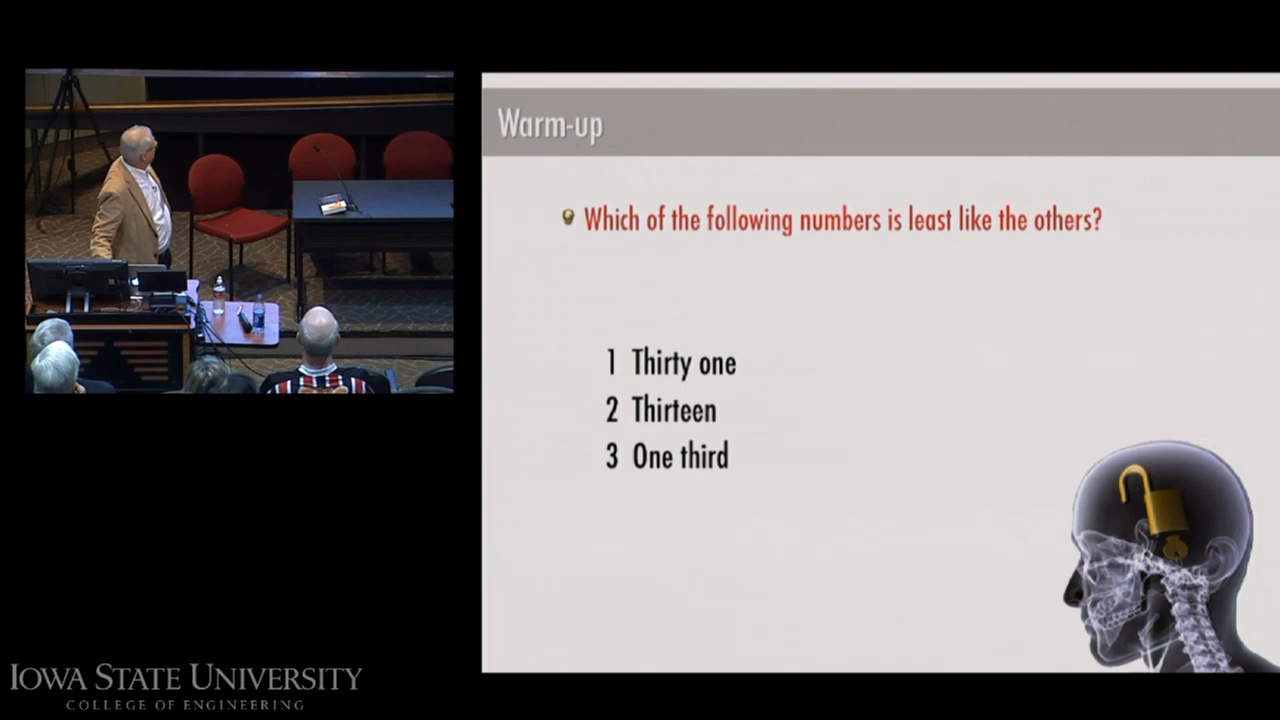 Warm-up
Which of the following numbers is least like the others?
1 Thirty one
2 Thirteen
3 One third
IOWA STATE UNIVERSITY
COLLEGE OF ENGINEERING